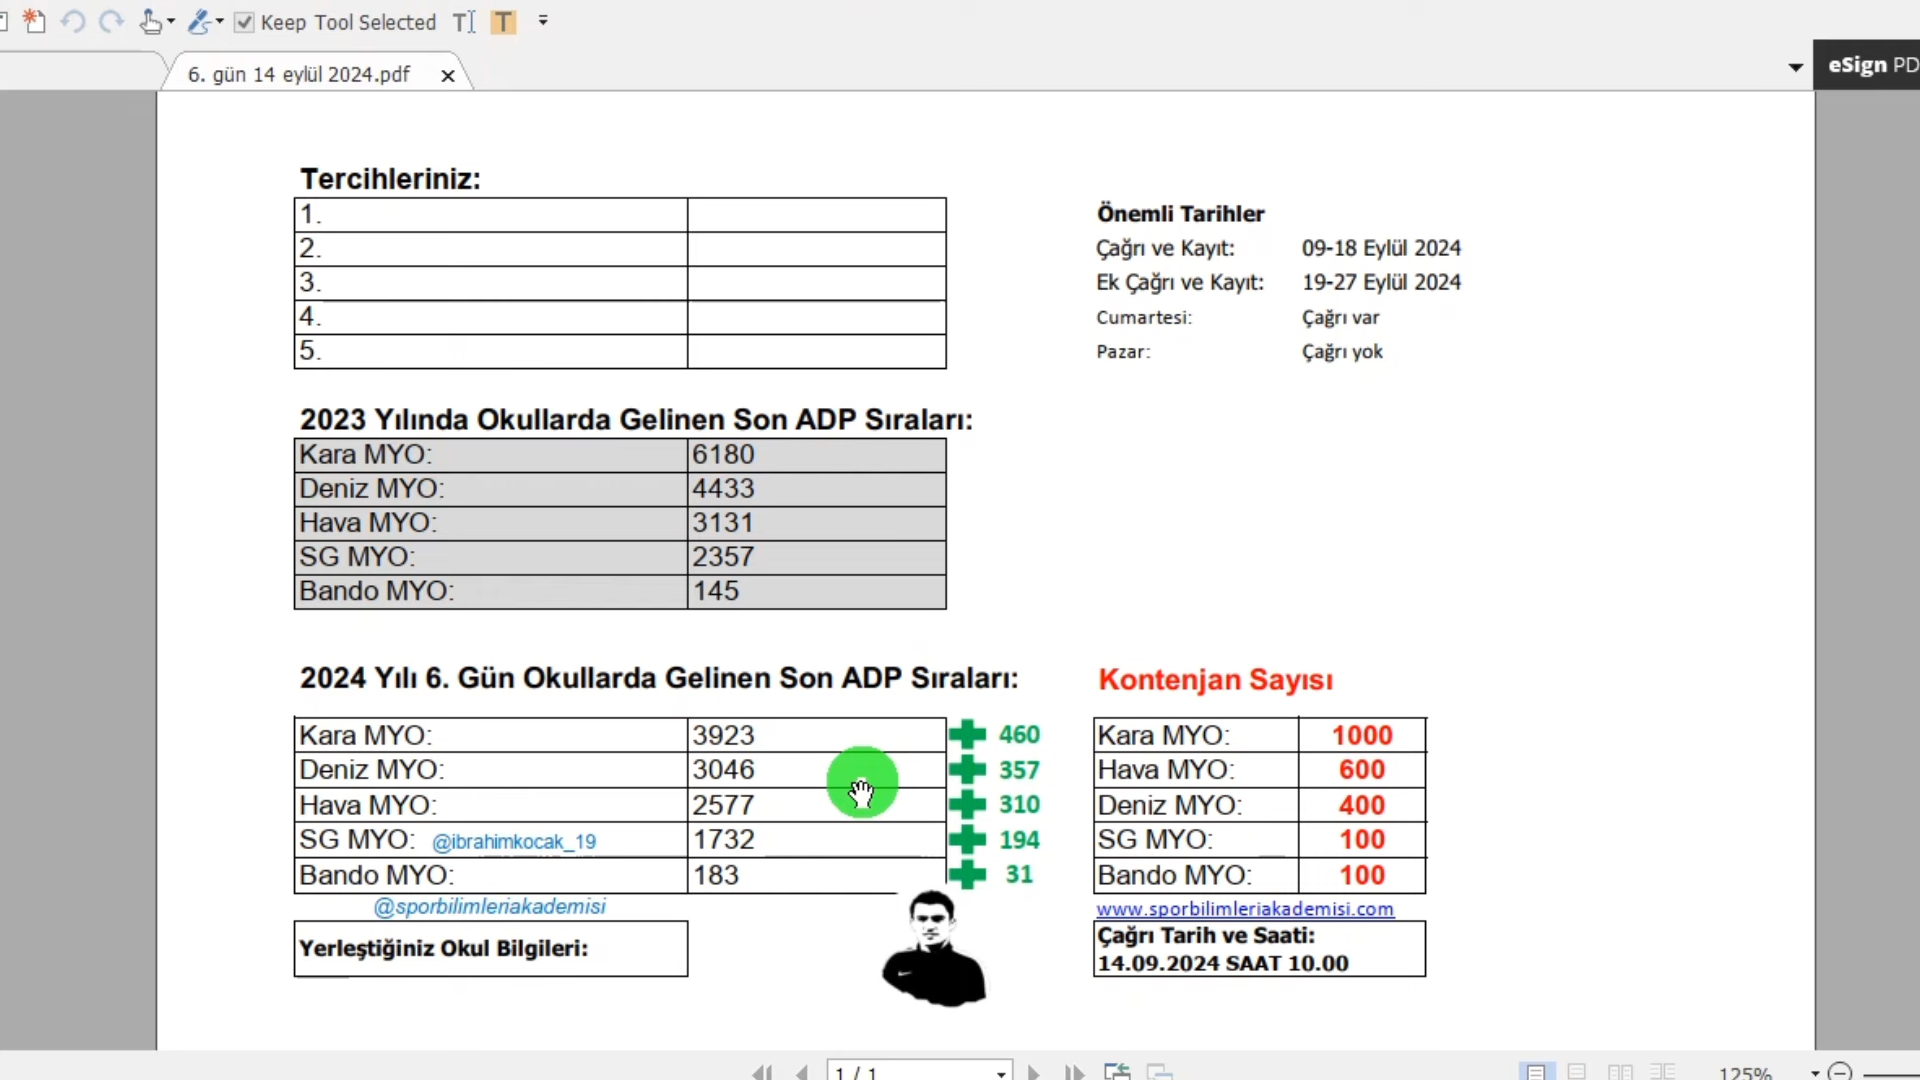 Keep Tool Selected T T
6. gün 14 eylül 2024.pdf
eSign PD
Tercihleriniz:
1.
2.
3.
4.
5.
Önemli Tarihler
Çağrı ve Kayıt: 09-18 Eylül 2024
Ek Çağrı ve Kayıt: 19-27 Eylül 2024
Cumartesi: Çağrı var
Pazar: Çağrı yok
2023 Yılında Okullarda Gelinen Son ADP Sıraları:
Kara MYO: 6180
Deniz MYO: 4433
Hava MYO: 3131
SG MYO: 2357
Bando MYO: 145
2024 Yılı 6. Gün Okullarda Gelinen Son ADP Sıraları:
Kara MYO: 3923 + 460
Deniz MYO: 3046 + 357
Hava MYO: 2577 + 310
SG MYO: @ibrahimkocak_19 1732 + 194
Bando MYO: 183 + 31
@sporbilimleriakademisi
Yerleştiğiniz Okul Bilgileri:
Kontenjan Sayısı
Kara MYO: 1000
Hava MYO: 600
Deniz MYO: 400
SG MYO: 100
Bando MYO: 100
www.sporbilimleriakademisi.com
Çağrı Tarih ve Saati:
14.09.2024 SAAT 10.00
1 / 1
125%